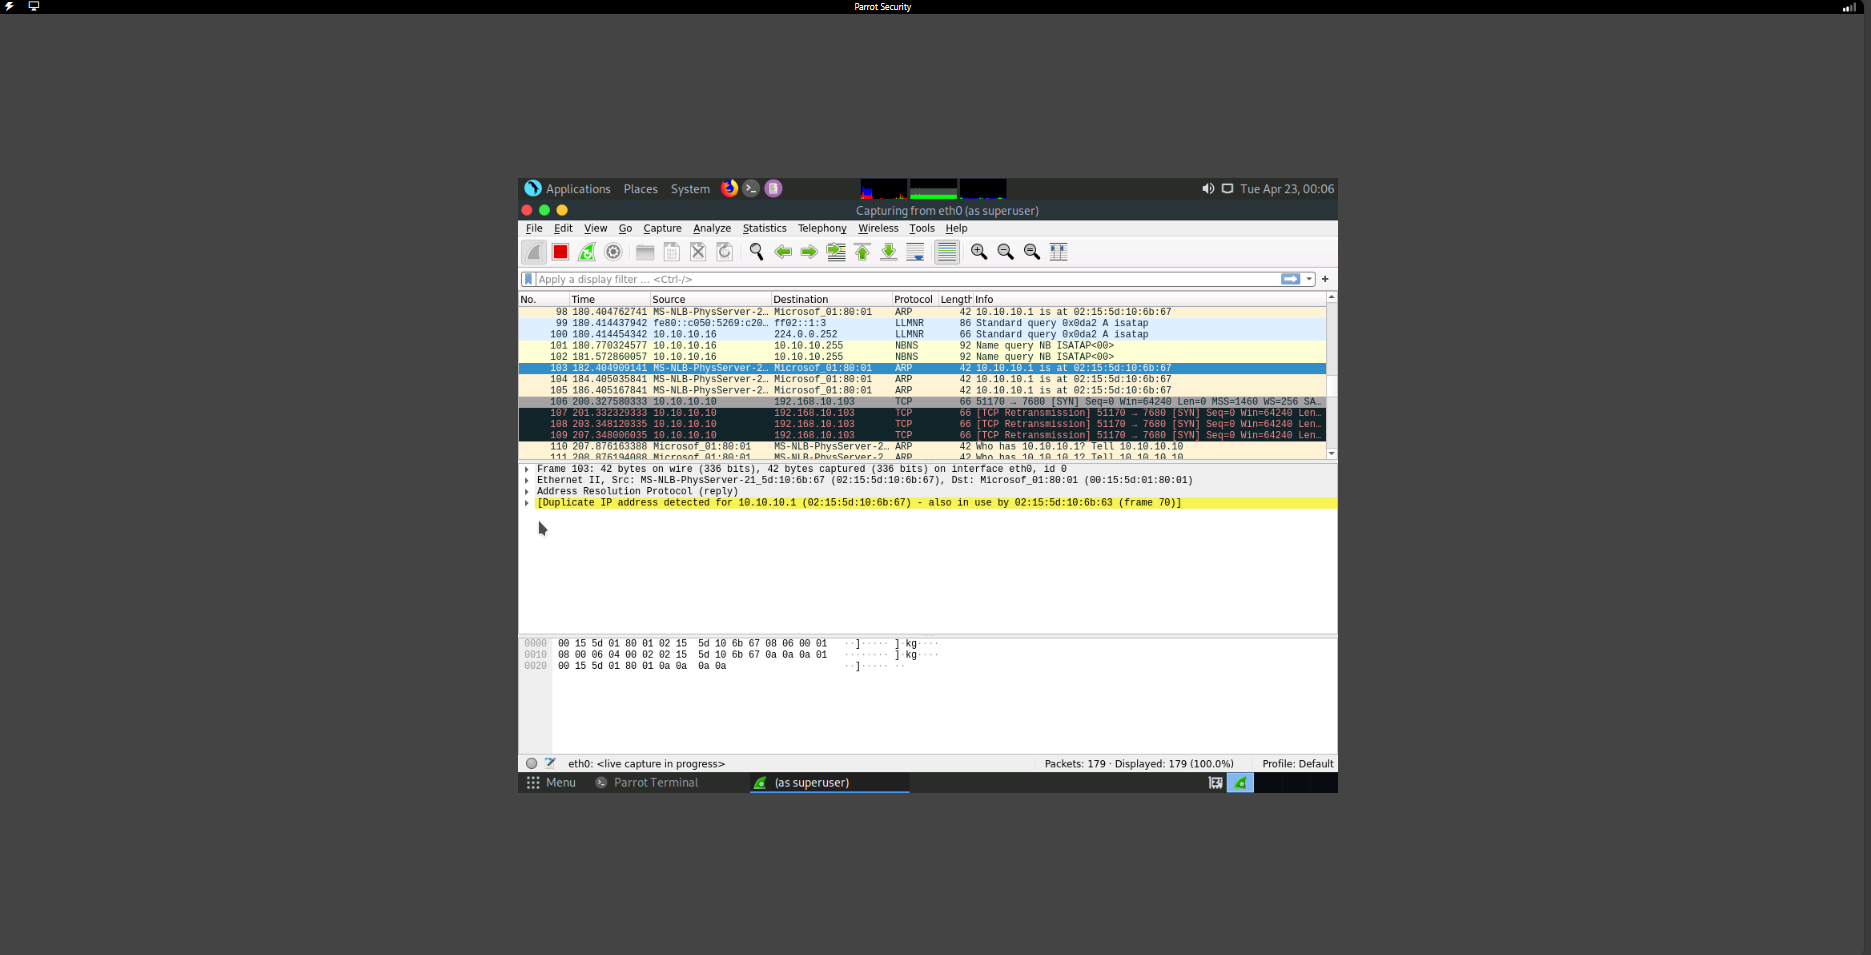 Parrot Security
Applications Places System Tue Apr 23, 00:06
Capturing from eth0 (as superuser)
File Edit View Go Capture Analyze Statistics Telephony Wireless Tools Help
Apply a display filter ... <Ctrl-/> +
No. Time Source Destination Protocol Length Info
98 180.404762741 MS-NLB-PhysServer-2… Microsof_01:80:01 ARP 42 10.10.10.1 is at 02:15:5d:10:6b:67
99 180.414437942 fe80::c050:5269:c20… ff02::1:3 LLMNR 86 Standard query 0x0da2 A isatap
100 180.414454342 10.10.10.16 224.0.0.252 LLMNR 66 Standard query 0x0da2 A isatap
101 180.770324577 10.10.10.16 10.10.10.255 NBNS 92 Name query NB ISATAP<00>
102 181.572860057 10.10.10.16 10.10.10.255 NBNS 92 Name query NB ISATAP<00>
103 182.404909141 MS-NLB-PhysServer-2… Microsof_01:80:01 ARP 42 10.10.10.1 is at 02:15:5d:10:6b:67
104 184.405035841 MS-NLB-PhysServer-2… Microsof_01:80:01 ARP 42 10.10.10.1 is at 02:15:5d:10:6b:67
105 186.405167841 MS-NLB-PhysServer-2… Microsof_01:80:01 ARP 42 10.10.10.1 is at 02:15:5d:10:6b:67
106 200.327580333 10.10.10.10 192.168.10.103 TCP 66 51170 → 7680 [SYN] Seq=0 Win=64240 Len=0 MSS=1460 WS=256 SA…
107 201.332329333 10.10.10.10 192.168.10.103 TCP 66 [TCP Retransmission] 51170 → 7680 [SYN] Seq=0 Win=64240 Len…
108 203.348120335 10.10.10.10 192.168.10.103 TCP 66 [TCP Retransmission] 51170 → 7680 [SYN] Seq=0 Win=64240 Len…
109 207.348006035 10.10.10.10 192.168.10.103 TCP 66 [TCP Retransmission] 51170 → 7680 [SYN] Seq=0 Win=64240 Len…
110 207.876163388 Microsof_01:80:01 MS-NLB-PhysServer-2… ARP 42 Who has 10.10.10.1? Tell 10.10.10.10
111 208.876194088 Microsof_01:80:01 MS-NLB-PhysServer-2… ARP 42 Who has 10.10.10.1? Tell 10.10.10.10
Frame 103: 42 bytes on wire (336 bits), 42 bytes captured (336 bits) on interface eth0, id 0
Ethernet II, Src: MS-NLB-PhysServer-21_5d:10:6b:67 (02:15:5d:10:6b:67), Dst: Microsof_01:80:01 (00:15:5d:01:80:01)
Address Resolution Protocol (reply)
[Duplicate IP address detected for 10.10.10.1 (02:15:5d:10:6b:67) - also in use by 02:15:5d:10:6b:63 (frame 70)]
0000 00 15 5d 01 80 01 02 15 5d 10 6b 67 08 06 00 01 ··]····· ]·kg····
0010 08 00 06 04 00 02 02 15 5d 10 6b 67 0a 0a 0a 01 ········ ]·kg····
0020 00 15 5d 01 80 01 0a 0a 0a 0a ··]····· ··
eth0: <live capture in progress> Packets: 179 · Displayed: 179 (100.0%) Profile: Default
Menu Parrot Terminal (as superuser)